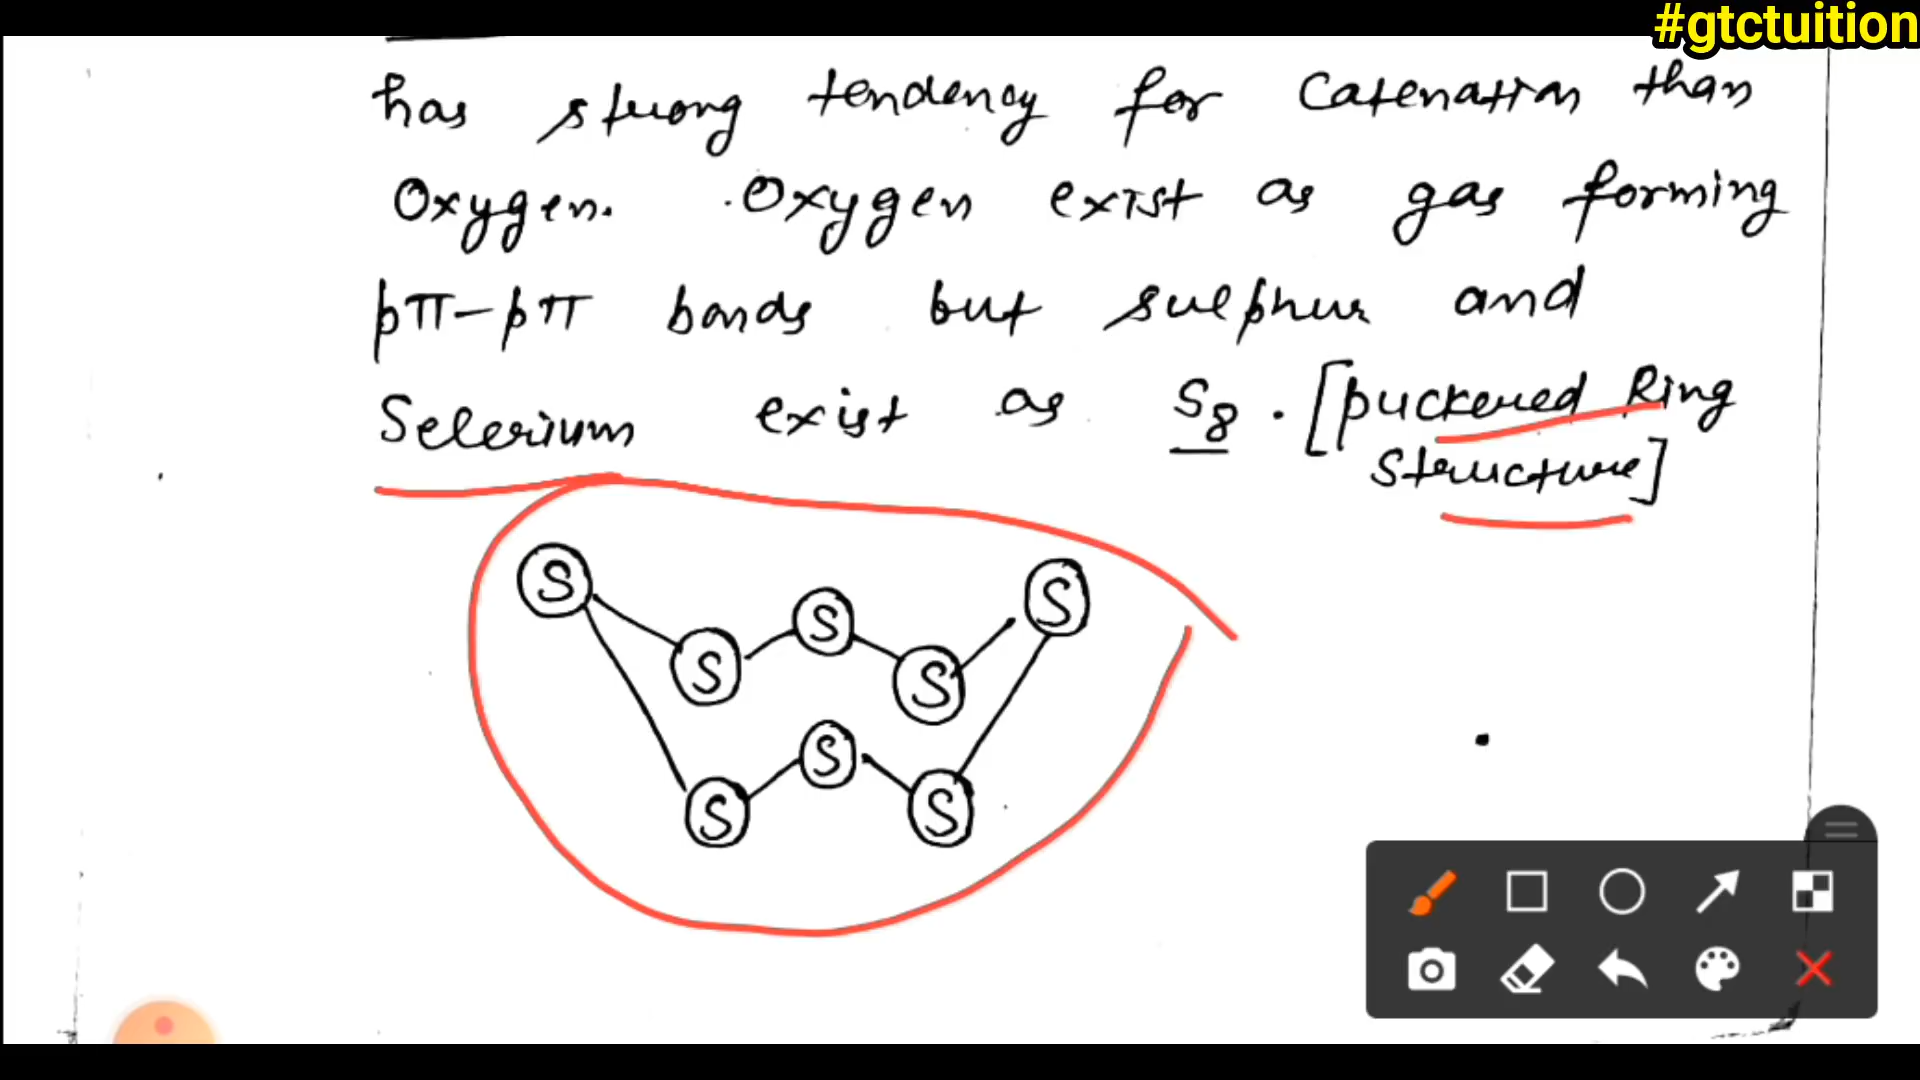 #gtctuition
has strong tendency for Catenation than
Oxygen. Oxygen exist as gas forming
pπ-pπ bonds but sulphur and
Selenium exist as S8. [puckered Ring
structure]
S
S
S
S
S
S
S
S